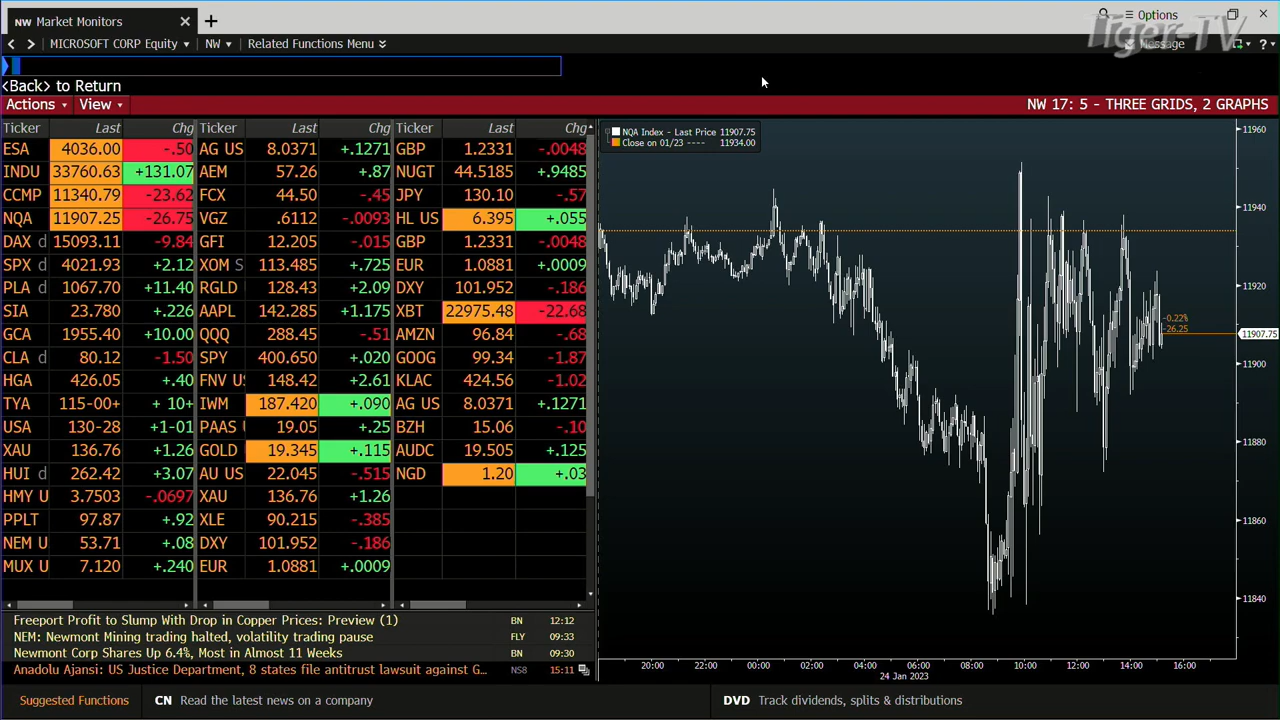 NW Market Monitors
Options
Tiger-TV
MICROSOFT CORP Equity NW Related Functions Menu
Message ?
<Back> to Return
Actions View NW 17: 5 - THREE GRIDS, 2 GRAPHS
Ticker Last Chg Ticker Last Chg Ticker Last Chg
ESA 4036.00 -.50 AG US 8.0371 +.1271 GBP 1.2331 -.0048
INDU 33760.63 +131.07 AEM 57.26 +.87 NUGT 44.5185 +.9485
CCMP 11340.79 -23.62 FCX 44.50 -.45 JPY 130.10 -.57
NQA 11907.25 -26.75 VGZ .6112 -.0093 HL US 6.395 +.055
DAX d 15093.11 -9.84 GFI 12.205 -.015 GBP 1.2331 -.0048
SPX d 4021.93 +2.12 XOM S 113.485 +.725 EUR 1.0881 +.0009
PLA d 1067.70 +11.40 RGLD 128.43 +2.09 DXY 101.952 -.186
SIA 23.780 +.226 AAPL 142.285 +1.175 XBT 22975.48 -22.68
GCA 1955.40 +10.00 QQQ 288.45 -.51 AMZN 96.84 -.68
CLA d 80.12 -1.50 SPY 400.650 +.020 GOOG 99.34 -1.87
HGA 426.05 +.40 FNV U 148.42 +2.61 KLAC 424.56 -1.02
TYA 115-00+ + 10+ IWM 187.420 +.090 AG US 8.0371 +.1271
USA 130-28 +1-01 PAAS 19.05 +.25 BZH 15.06 -.10
XAU 136.76 +1.26 GOLD 19.345 +.115 AUDC 19.505 +.125
HUI d 262.42 +3.07 AU US 22.045 -.515 NGD 1.20 +.03
HMY U 3.7503 -.0697 XAU 136.76 +1.26
PPLT 97.87 +.92 XLE 90.215 -.385
NEM U 53.71 +.08 DXY 101.952 -.186
MUX U 7.120 +.240 EUR 1.0881 +.0009
NQA Index - Last Price 11907.75
Close on 01/23 ---- 11934.00
11960
11940
11920
-0.22%
-26.25
11907.75
11900
11880
11860
11840
20:00 22:00 00:00 02:00 04:00 06:00 08:00 10:00 12:00 14:00 16:00
24 Jan 2023
Freeport Profit to Slump With Drop in Copper Prices: Preview (1) BN 12:12
NEM: Newmont Mining trading halted, volatility trading pause FLY 09:33
Newmont Corp Shares Up 6.4%, Most in Almost 11 Weeks BN 09:30
Anadolu Ajansi: US Justice Department, 8 states file antitrust lawsuit against G... NS8 15:11
Suggested Functions CN Read the latest news on a company DVD Track dividends, splits & distributions